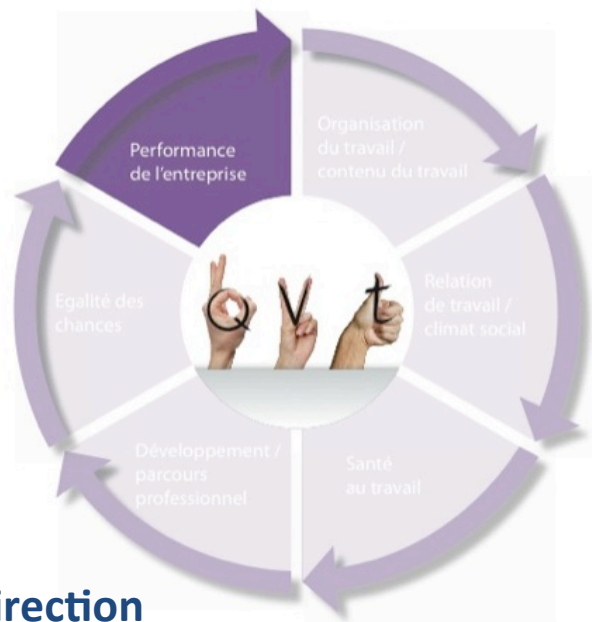 Performance
de l'entreprise
Organisation
du travail /
contenu du travail
Relation
de travail /
climat social
Santé
au travail
Développement /
parcours
professionnel
Egalité des
chances
Q V t
irection